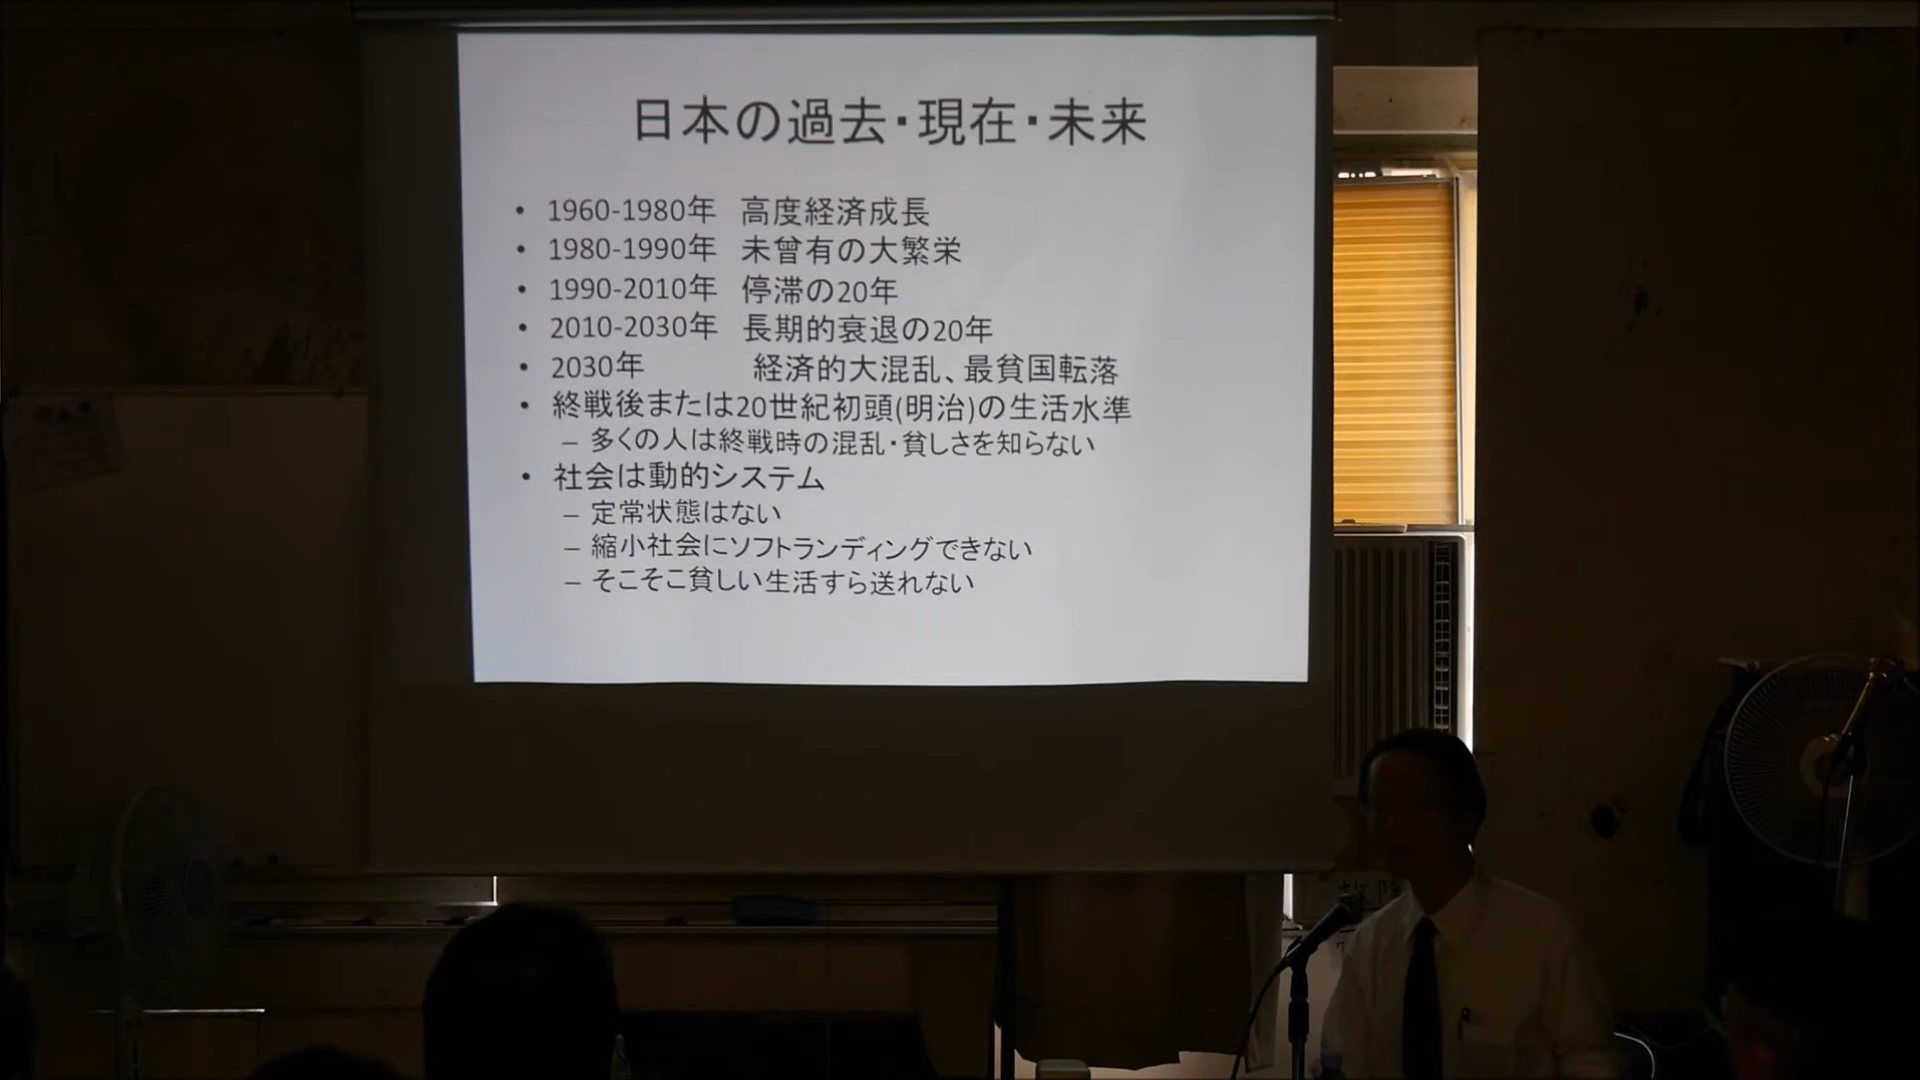 日本の過去・現在・未来
• 1960-1980年 高度経済成長
• 1980-1990年 未曾有の大繁栄
• 1990-2010年 停滞の20年
• 2010-2030年 長期的衰退の20年
• 2030年 経済的大混乱、最貧国転落
• 終戦後または20世紀初頭(明治)の生活水準
– 多くの人は終戦時の混乱・貧しさを知らない
• 社会は動的システム
– 定常状態はない
– 縮小社会にソフトランディングできない
– そこそこ貧しい生活すら送れない